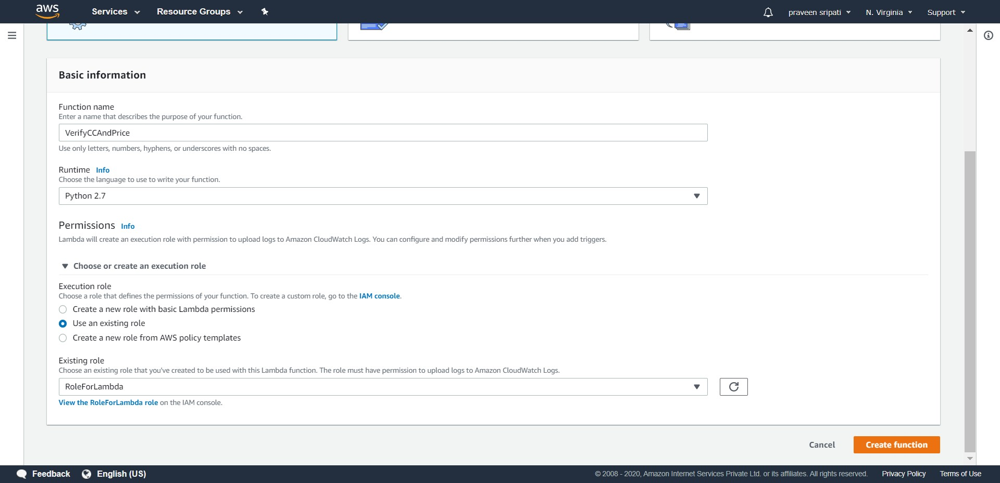 aws Services Resource Groups praveen sripati N. Virginia Support
Basic information
Function name
Enter a name that describes the purpose of your function.
VerifyCCAndPrice
Use only letters, numbers, hyphens, or underscores with no spaces.
Runtime Info
Choose the language to use to write your function.
Python 2.7
Permissions Info
Lambda will create an execution role with permission to upload logs to Amazon CloudWatch Logs. You can configure and modify permissions further when you add triggers.
Choose or create an execution role
Execution role
Choose a role that defines the permissions of your function. To create a custom role, go to the IAM console.
Create a new role with basic Lambda permissions
Use an existing role
Create a new role from AWS policy templates
Existing role
Choose an existing role that you've created to be used with this Lambda function. The role must have permission to upload logs to Amazon CloudWatch Logs.
RoleForLambda
View the RoleForLambda role on the IAM console.
Cancel Create function
Feedback English (US) © 2008 - 2020, Amazon Internet Services Private Ltd. or its affiliates. All rights reserved. Privacy Policy Terms of Use